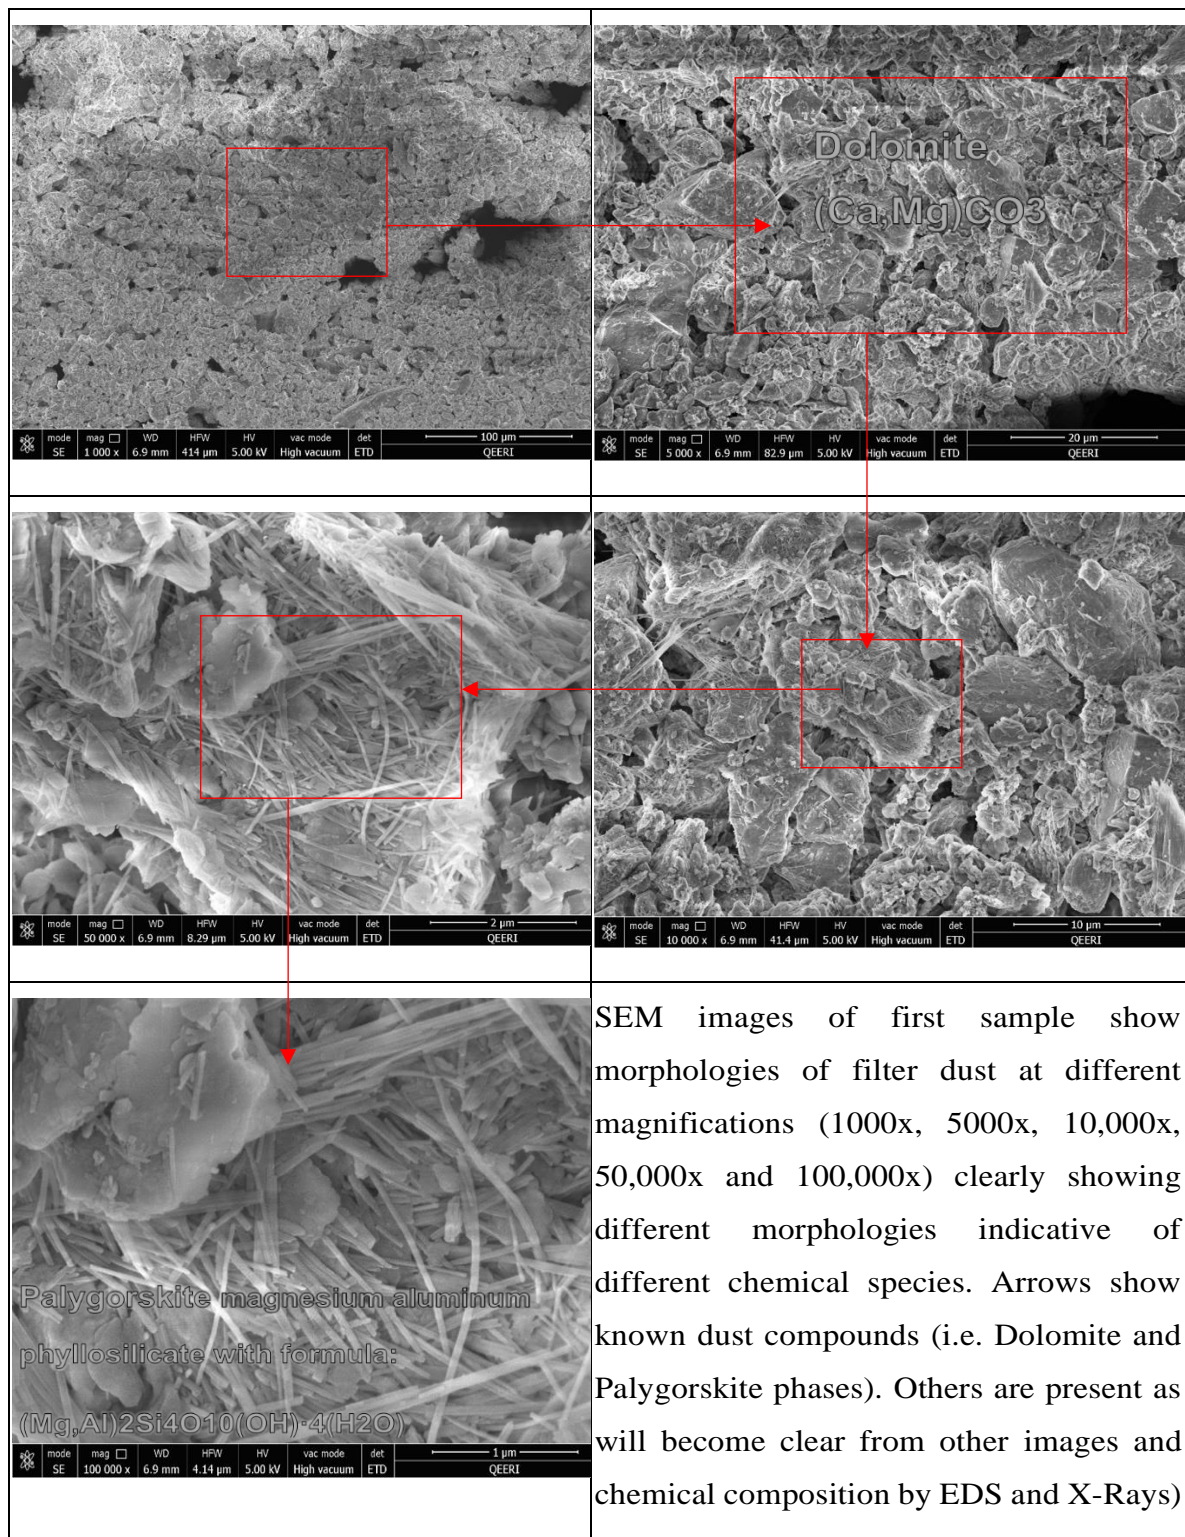 mode mag WD HFW HV vac mode det 100 µm
SE 1 000 x 6.9 mm 414 µm 5.00 kV High vacuum ETD QEERI
Dolomite
(Ca,Mg)CO3
mode mag WD HFW HV vac mode det 20 µm
SE 5 000 x 6.9 mm 82.9 µm 5.00 kV High vacuum ETD QEERI
mode mag WD HFW HV vac mode det 2 µm
SE 50 000 x 6.9 mm 8.29 µm 5.00 kV High vacuum ETD QEERI
mode mag WD HFW HV vac mode det 10 µm
SE 10 000 x 6.9 mm 41.4 µm 5.00 kV High vacuum ETD QEERI
Palygorskite magnesium aluminum
phyllosilicate with formula:
(Mg,Al)2Si4O10(OH)·4(H2O)
mode mag WD HFW HV vac mode det 1 µm
SE 100 000 x 6.9 mm 4.14 µm 5.00 kV High vacuum ETD QEERI
SEM images of first sample show
morphologies of filter dust at different
magnifications (1000x, 5000x, 10,000x,
50,000x and 100,000x) clearly showing
different morphologies indicative of
different chemical species. Arrows show
known dust compounds (i.e. Dolomite and
Palygorskite phases). Others are present as
will become clear from other images and
chemical composition by EDS and X-Rays)